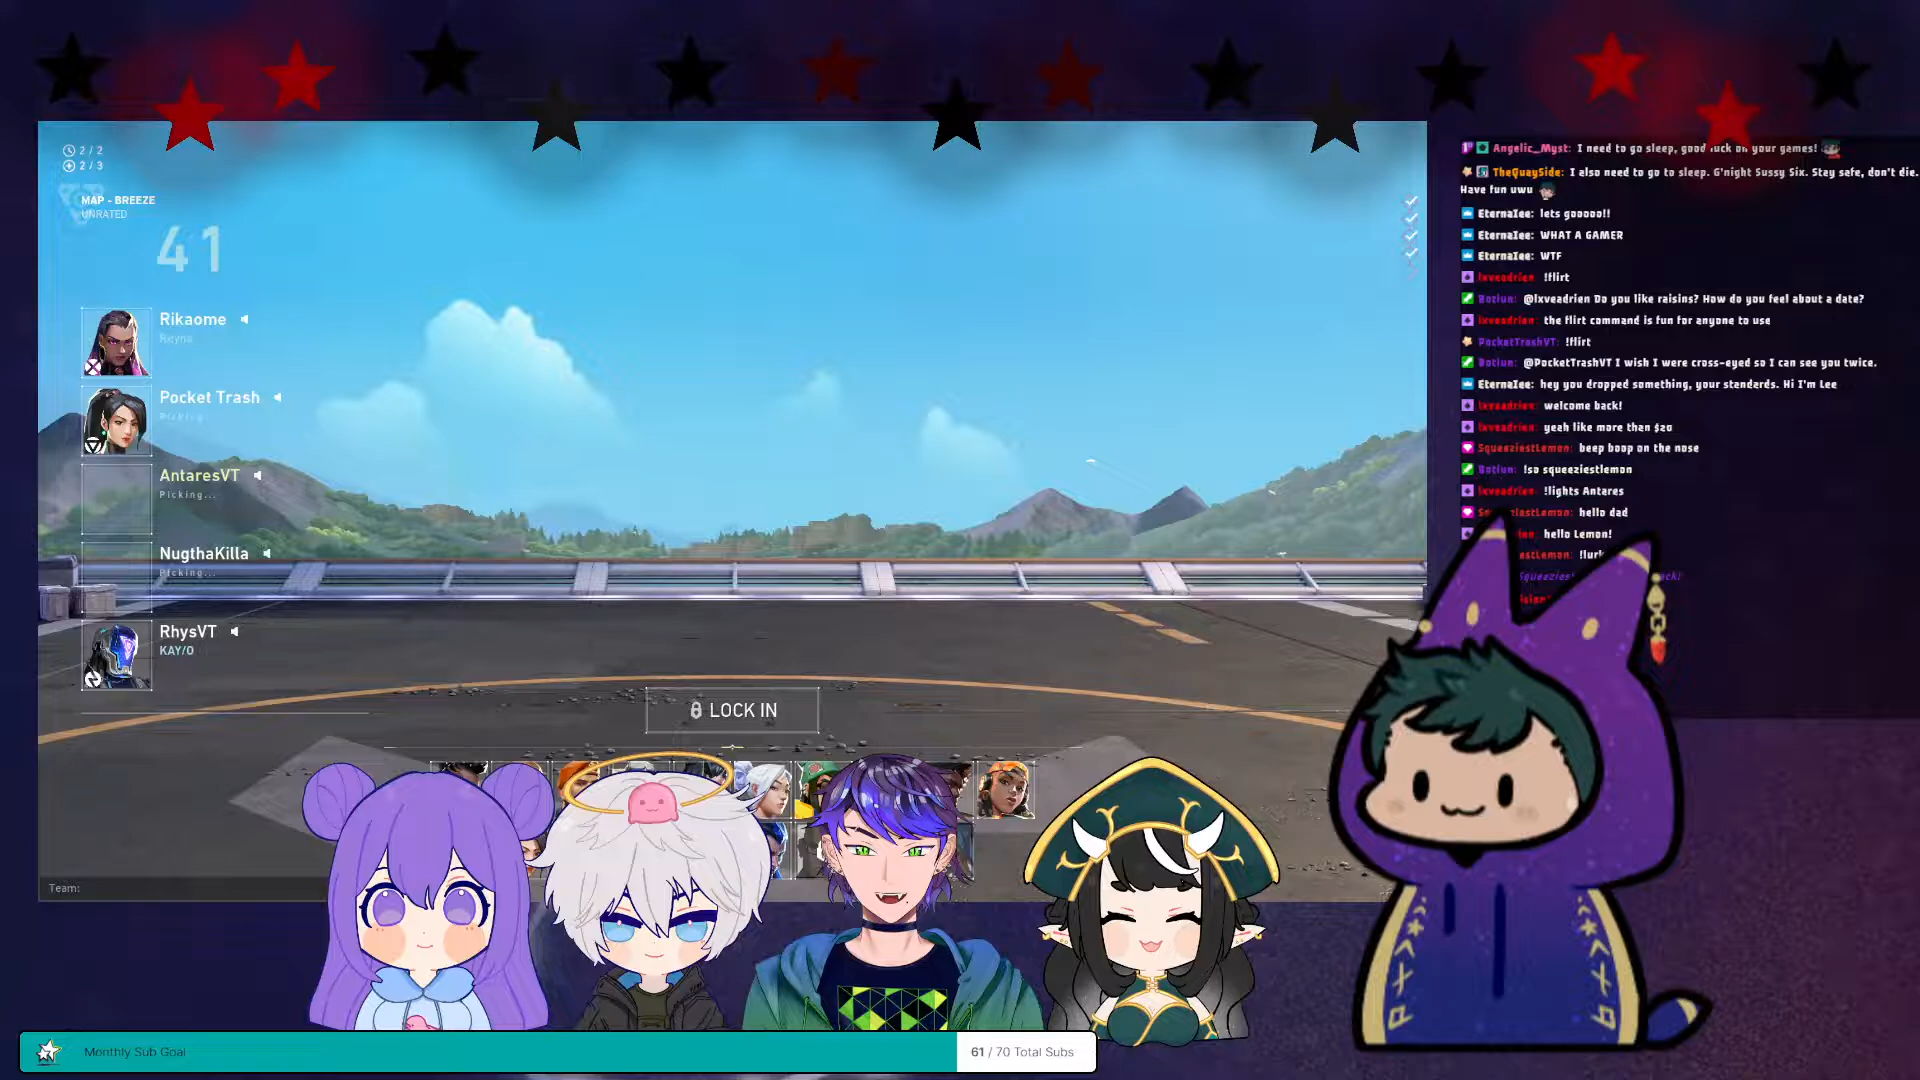 2 / 2
2 / 3
MAP - BREEZE
UNRATED
41
Rikaome
Reyna
Pocket Trash
Picking...
AntaresVT
Picking...
NugthaKilla
Picking...
RhysVT
KAY/O
LOCK IN
Team:
Angelic_Myst: I need to go sleep, good luck on your games!
TheQuaySide: I also need to go to sleep. G'night Sussy Six. Stay safe, don't die.
Have fun uwu
EternaLee: lets gooooo!!
EternaLee: WHAT A GAMER
EternaLee: WTF
lxveadrien: !flirt
Botlun: @lxveadrien Do you like raisins? How do you feel about a date?
lxveadrien: the flirt command is fun for anyone to use
PocketTrashVT: !flirt
Botlun: @PocketTrashVT I wish I were cross-eyed so I can see you twice.
EternaLee: hey you dropped something, your standards. Hi I'm Lee
lxveadrien: welcome back!
lxveadrien: yeah like more than $20
SqueeziestLemon: beep boop on the nose
Botlun: !so squeeziestlemon
lxveadrien: !lights Antares
SqueeziestLemon: hello dad
hello Lemon!
Monthly Sub Goal
61 / 70 Total Subs